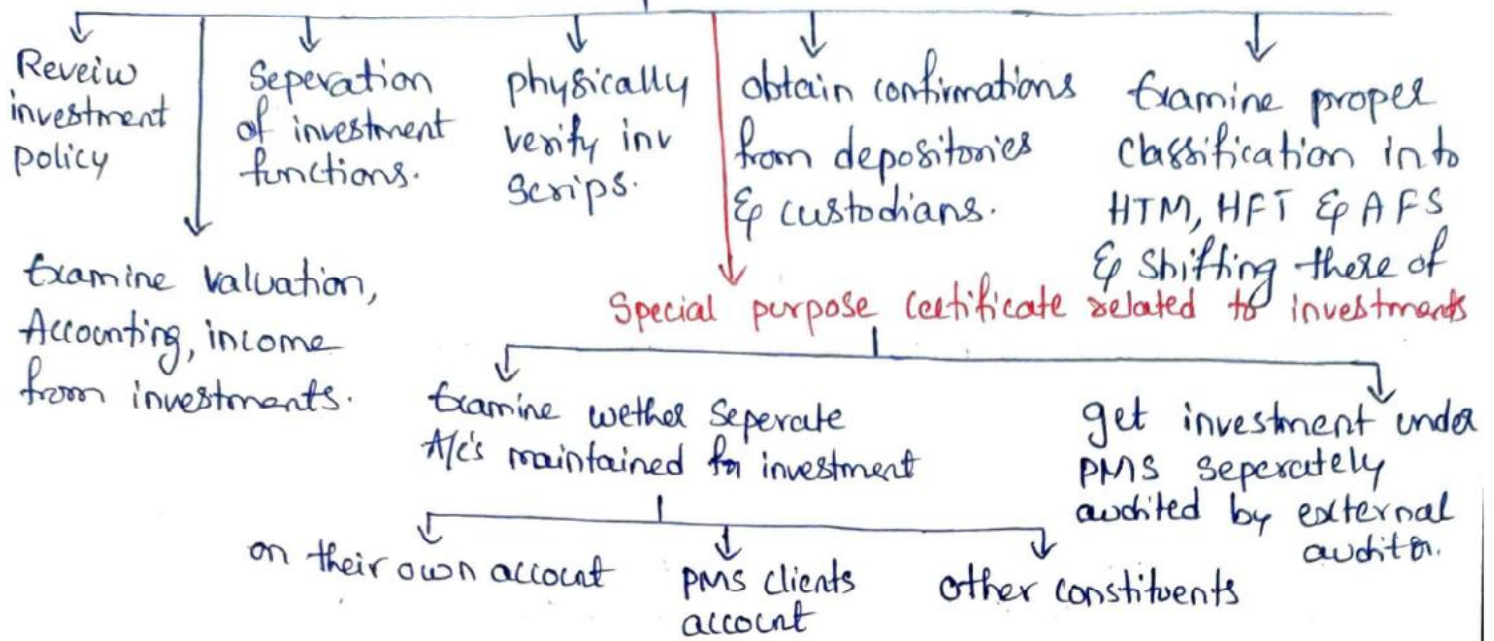 Reveiw
investment
policy
Seperation
of investment
functions.
physically
verify inv
scrips.
obtain confirmations
from depositories
& custodians.
Examine proper
classification into
HTM, HFT & AFS
& shifting there of
Examine valuation,
Accounting, income
from investments.
Special purpose certificate related to investments
Examine wether seperate
A/c's maintained for investment
get investment under
PMS seperately
audited by external
auditor.
on their own account
PMS clients
account
other constituents